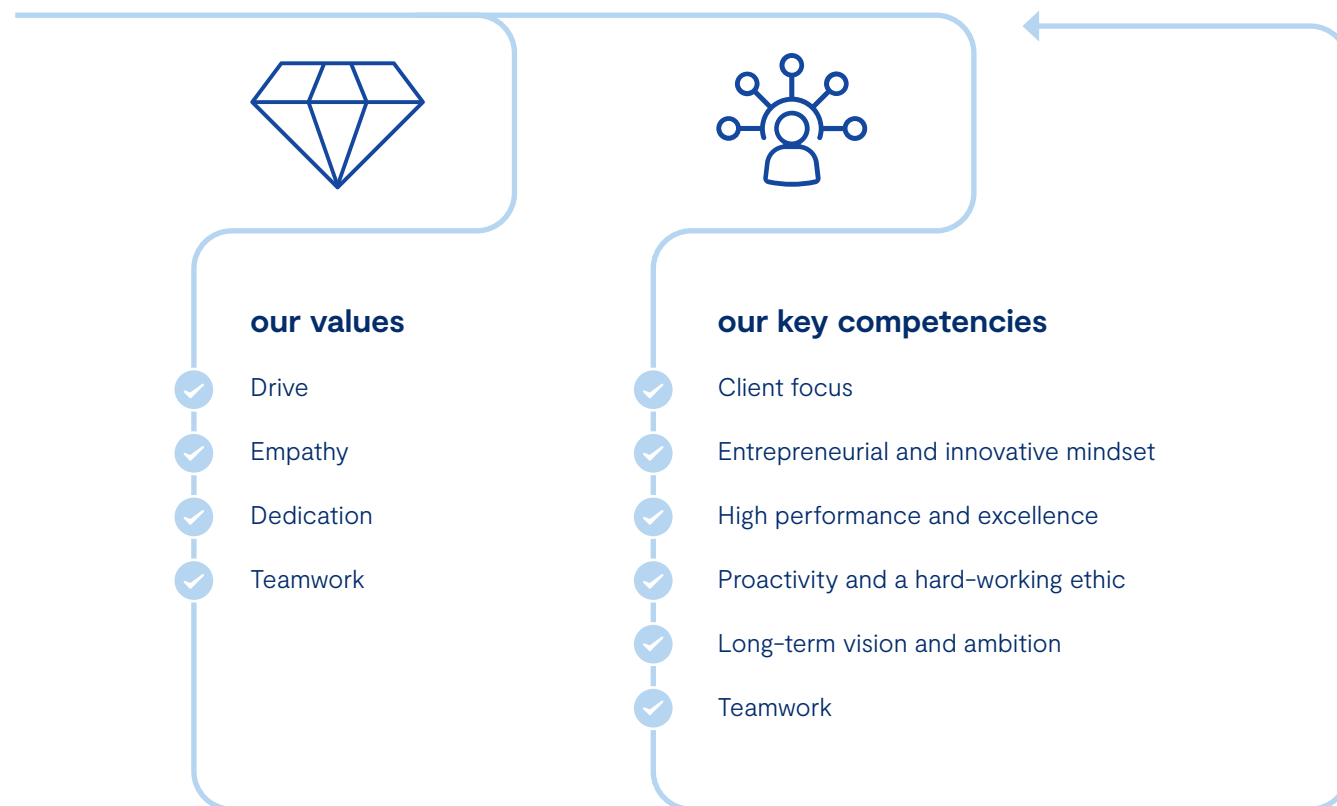 our values
Drive
Empathy
Dedication
Teamwork
our key competencies
Client focus
Entrepreneurial and innovative mindset
High performance and excellence
Proactivity and a hard-working ethic
Long-term vision and ambition
Teamwork